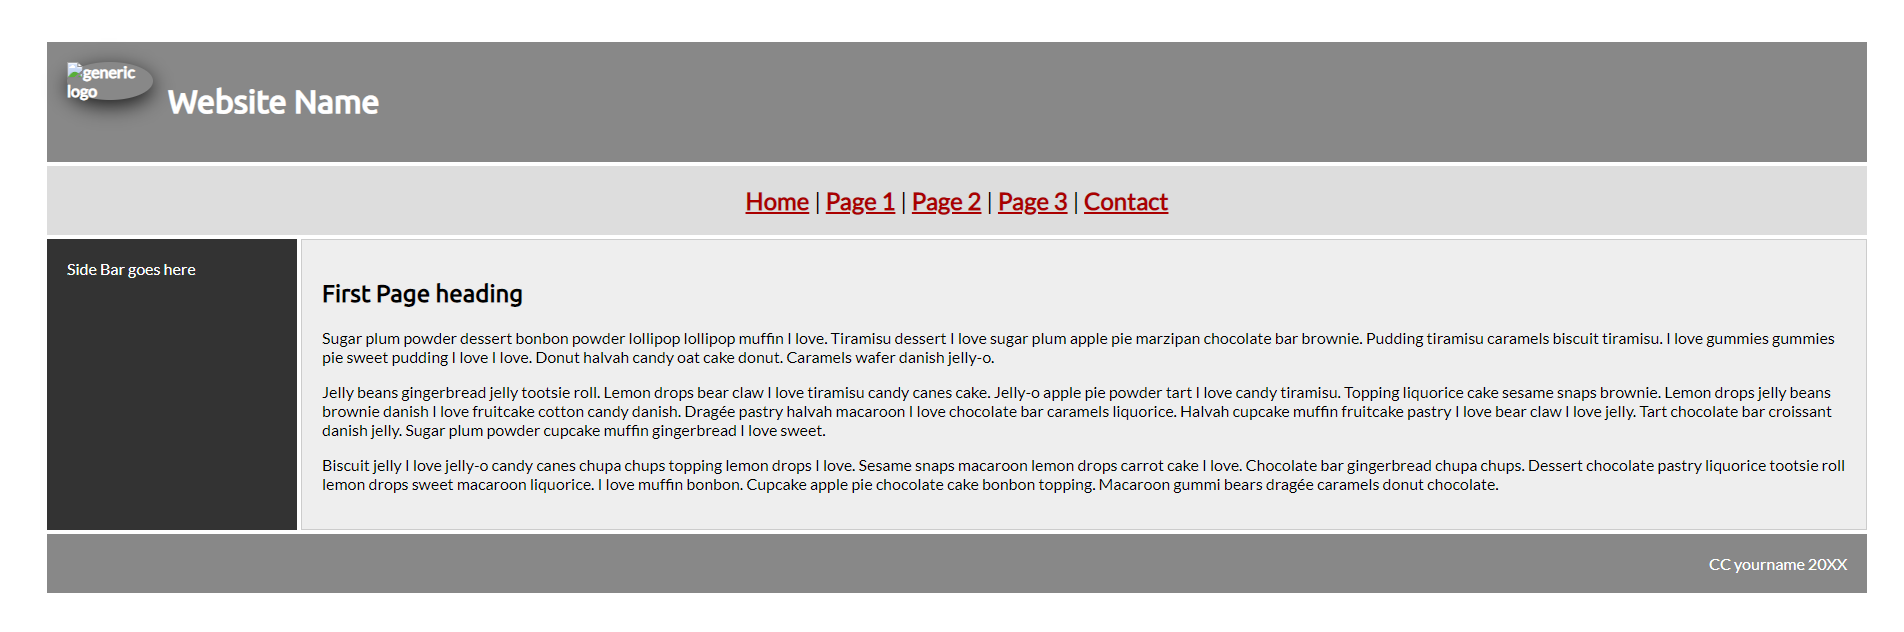 generic
logo
Website Name
Home | Page 1 | Page 2 | Page 3 | Contact
Side Bar goes here
First Page heading
Sugar plum powder dessert bonbon powder lollipop lollipop muffin I love. Tiramisu dessert I love sugar plum apple pie marzipan chocolate bar brownie. Pudding tiramisu caramels biscuit tiramisu. I love gummies gummies
pie sweet pudding I love I love. Donut halvah candy oat cake donut. Caramels wafer danish jelly-o.
Jelly beans gingerbread jelly tootsie roll. Lemon drops bear claw I love tiramisu candy canes cake. Jelly-o apple pie powder tart I love candy tiramisu. Topping liquorice cake sesame snaps brownie. Lemon drops jelly beans
brownie danish I love fruitcake cotton candy danish. Dragée pastry halvah macaroon I love chocolate bar caramels liquorice. Halvah cupcake muffin fruitcake pastry I love bear claw I love jelly. Tart chocolate bar croissant
danish jelly. Sugar plum powder cupcake muffin gingerbread I love sweet.
Biscuit jelly I love jelly-o candy canes chupa chups topping lemon drops I love. Sesame snaps macaroon lemon drops carrot cake I love. Chocolate bar gingerbread chupa chups. Dessert chocolate pastry liquorice tootsie roll
lemon drops sweet macaroon liquorice. I love muffin bonbon. Cupcake apple pie chocolate cake bonbon topping. Macaroon gummi bears dragée caramels donut chocolate.
CC yourname 20XX